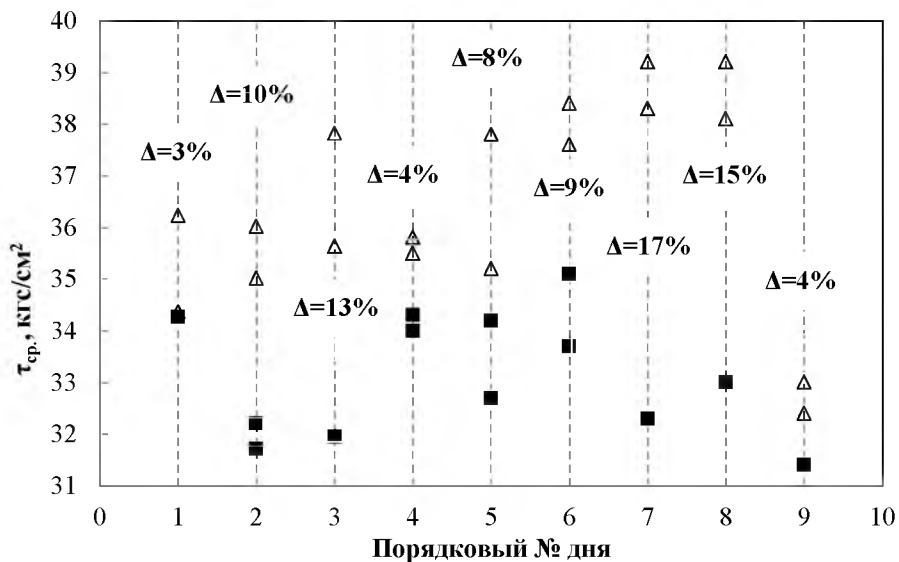 40
39
38
37
36
35
34
33
32
31
τср., кгс/см²
Δ=3%
Δ=10%
Δ=13%
Δ=4%
Δ=8%
Δ=9%
Δ=17%
Δ=15%
Δ=4%
0 1 2 3 4 5 6 7 8 9 10
Порядковый № дня